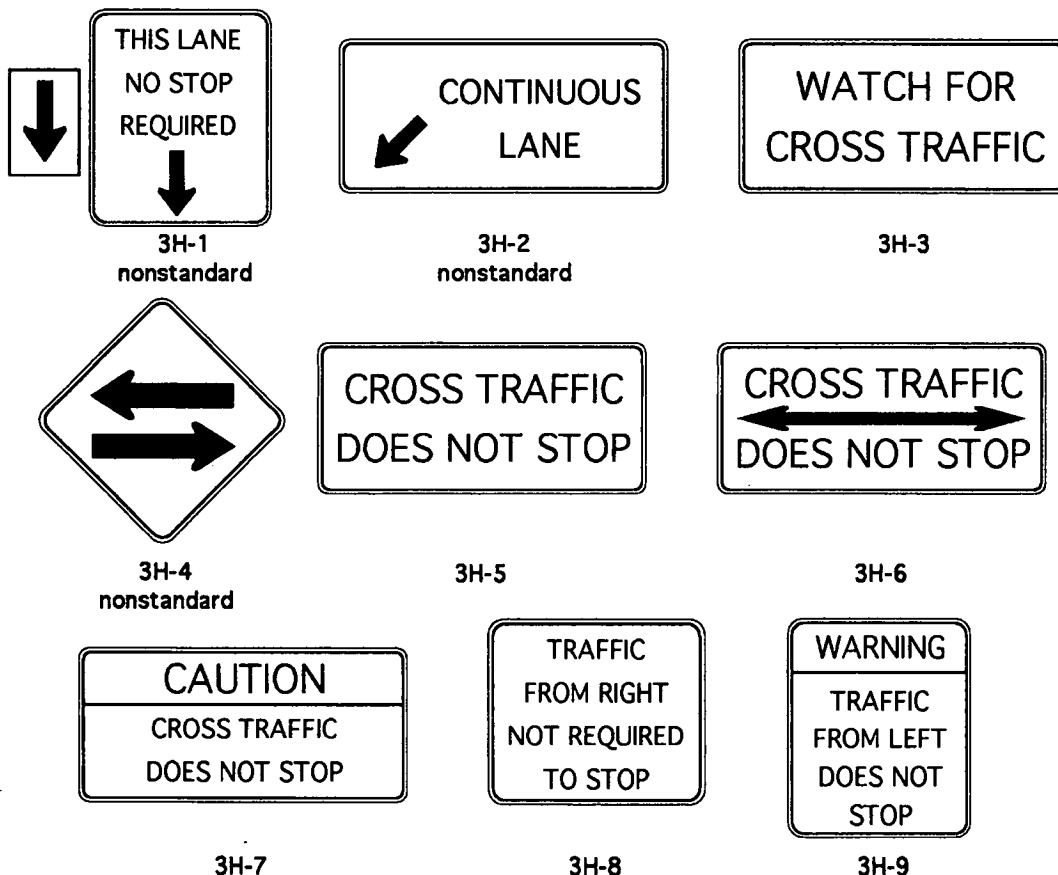 THIS LANE
NO STOP
REQUIRED
3H-1
nonstandard
CONTINUOUS
LANE
3H-2
nonstandard
WATCH FOR
CROSS TRAFFIC
3H-3
3H-4
nonstandard
CROSS TRAFFIC
DOES NOT STOP
3H-5
CROSS TRAFFIC
DOES NOT STOP
3H-6
CAUTION
CROSS TRAFFIC
DOES NOT STOP
3H-7
TRAFFIC
FROM RIGHT
NOT REQUIRED
TO STOP
3H-8
WARNING
TRAFFIC
FROM LEFT
DOES NOT
STOP
3H-9